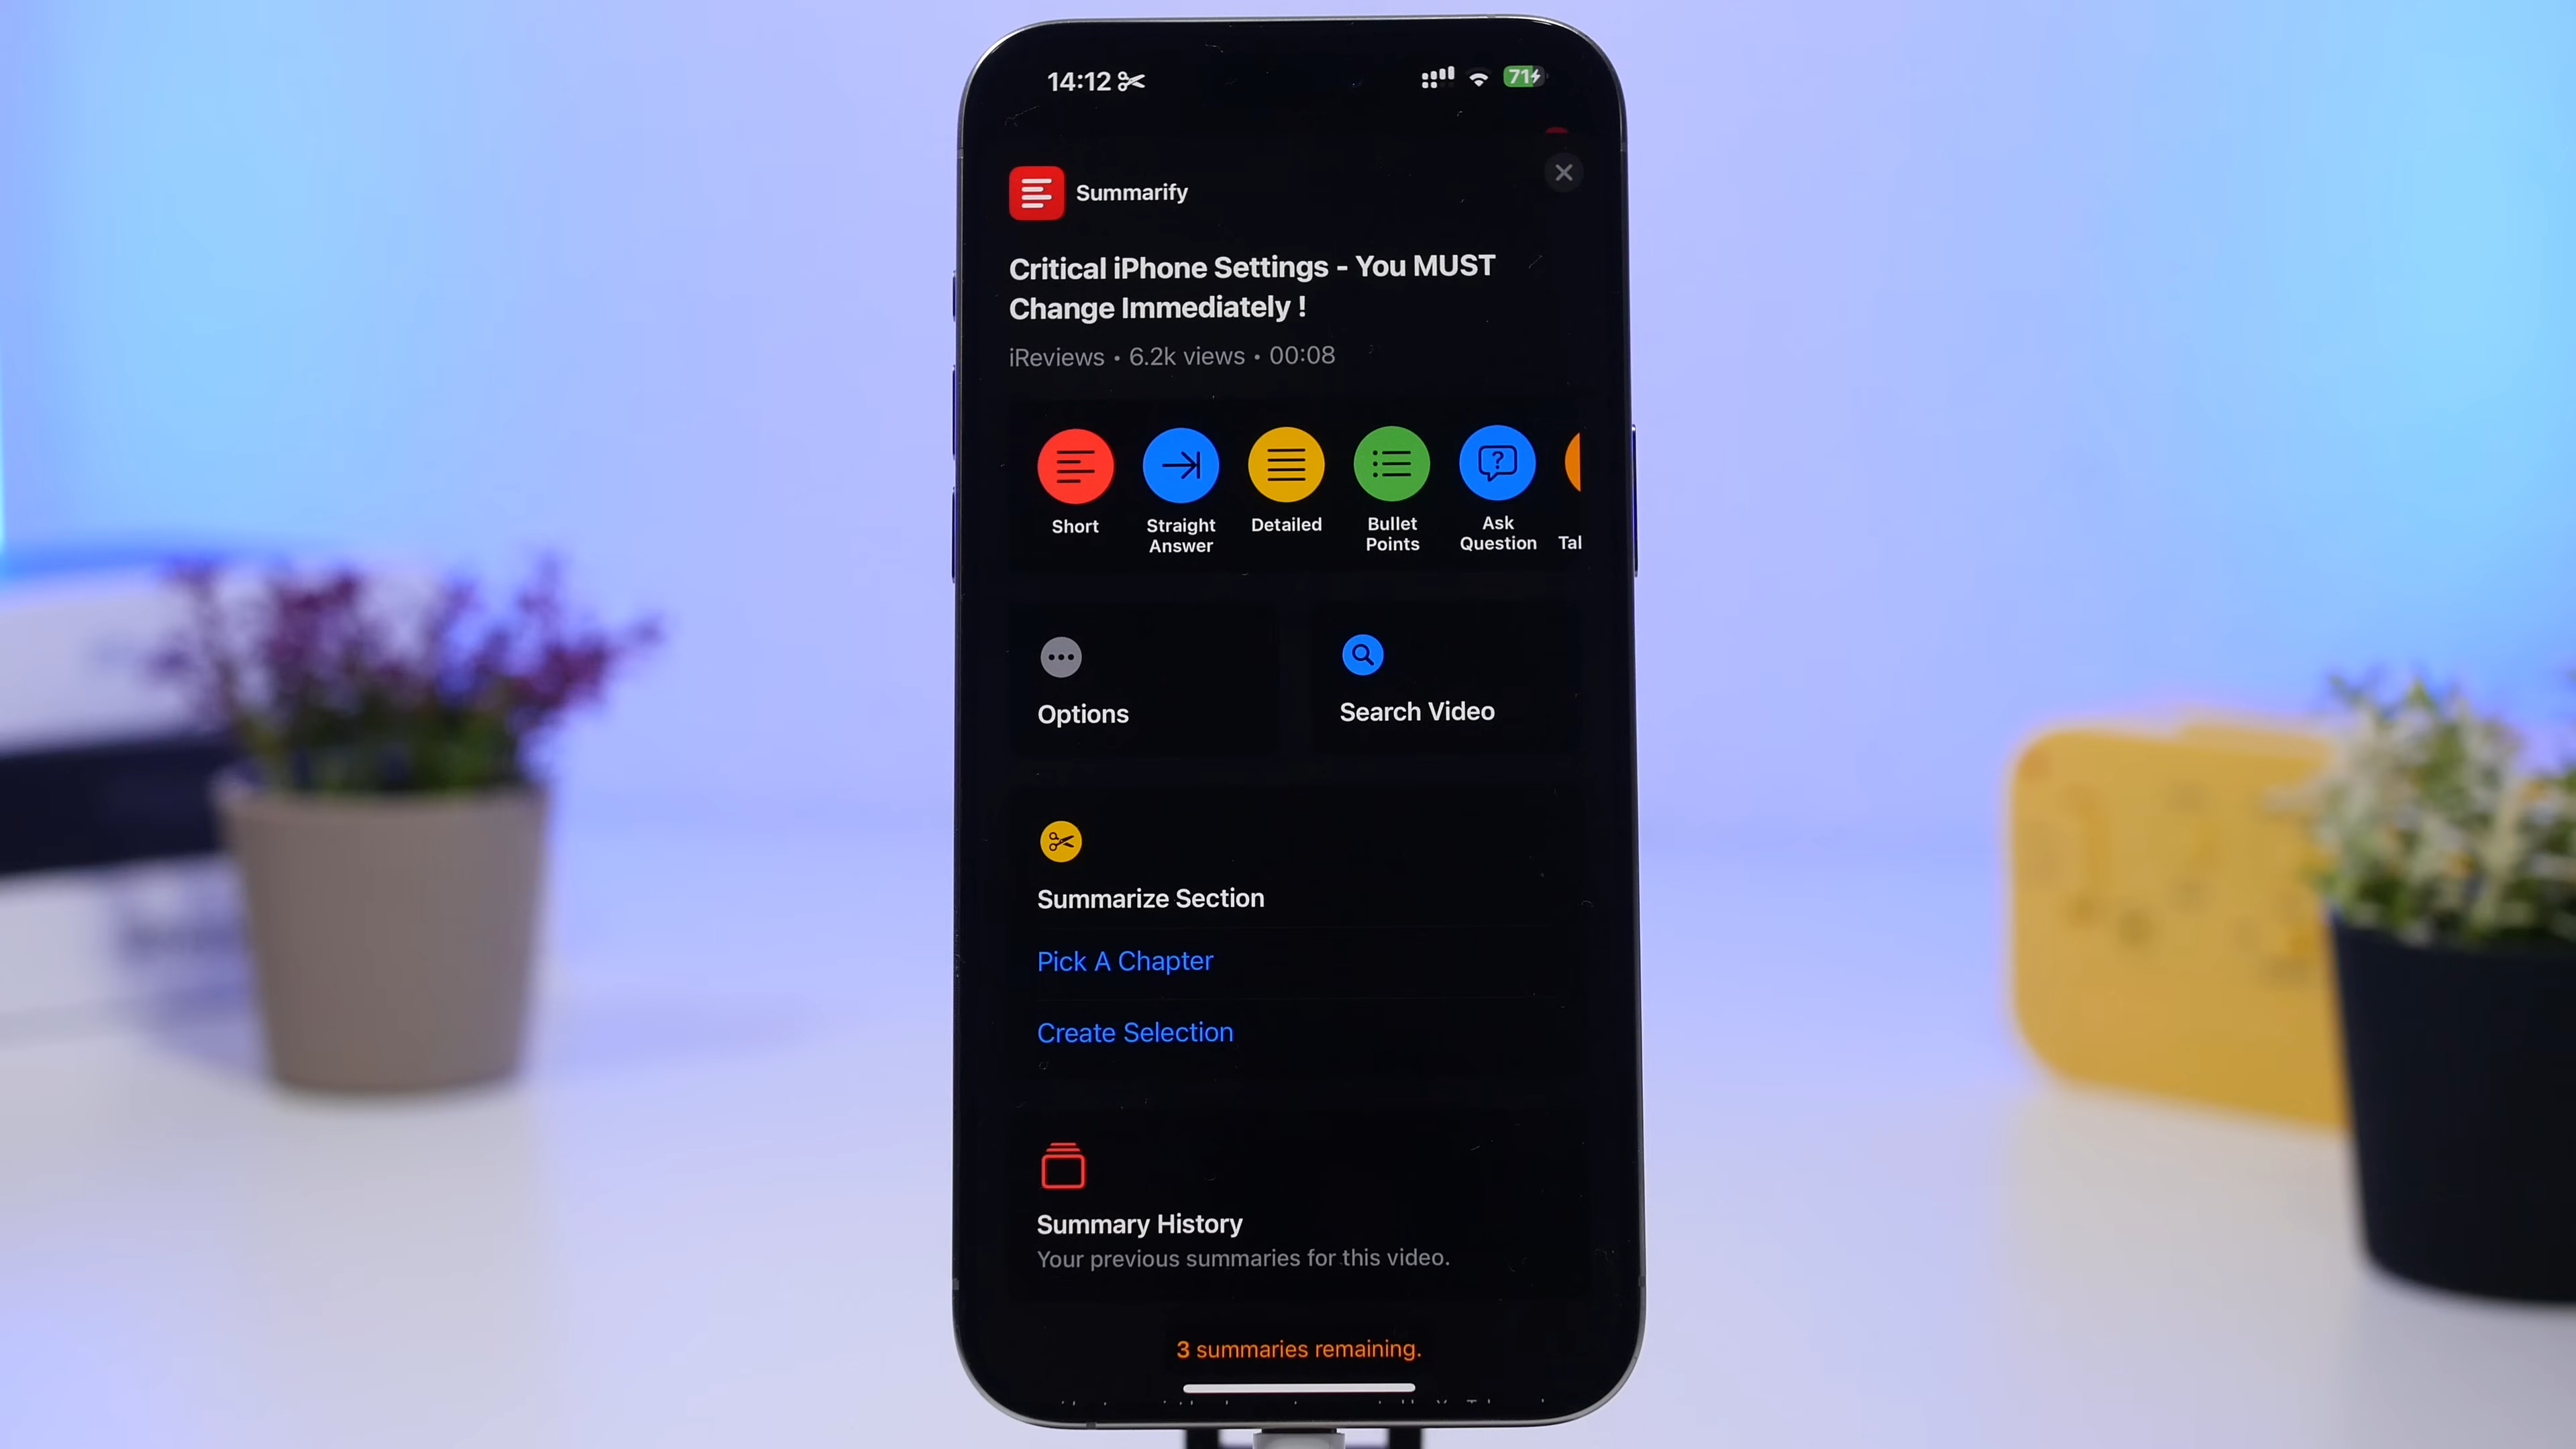 14:12
71
Summarify
Critical iPhone Settings - You MUST
Change Immediately !
iReviews • 6.2k views • 00:08
Short
Straight
Answer
Detailed
Bullet
Points
Ask
Question
Tal
Options
Search Video
Summarize Section
Pick A Chapter
Create Selection
Summary History
Your previous summaries for this video.
3 summaries remaining.